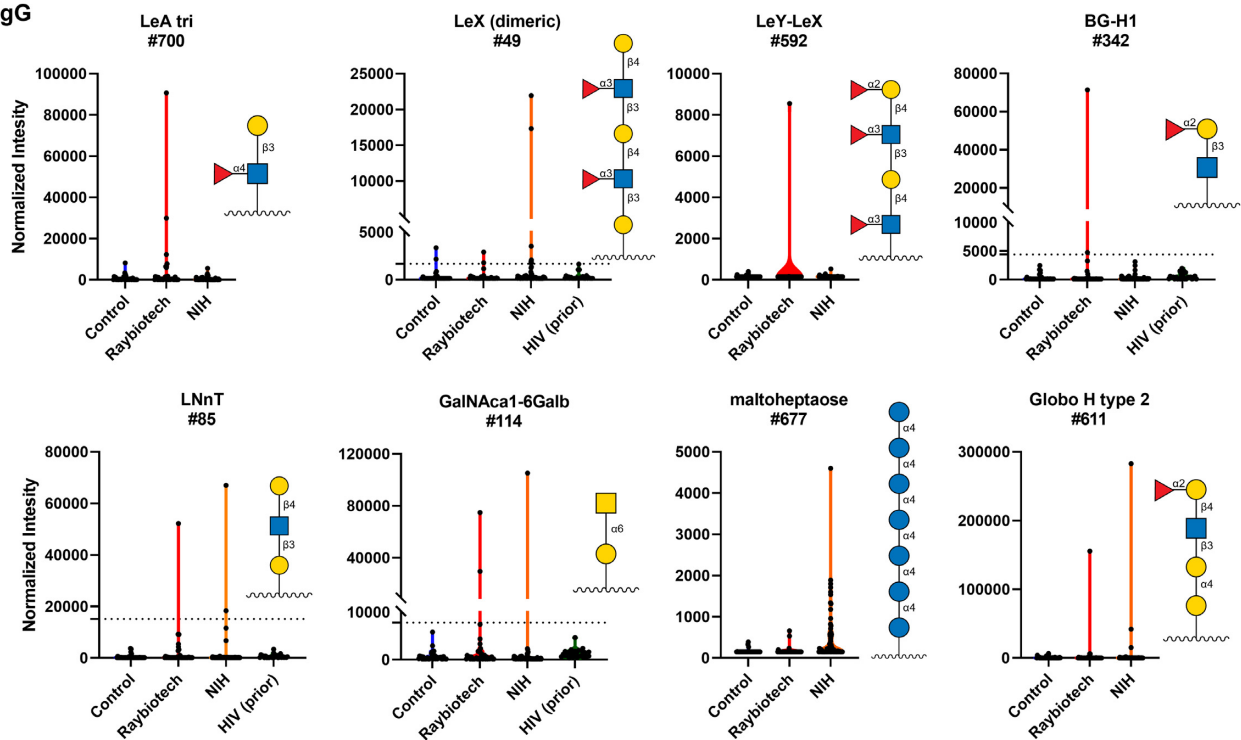 gG
LeA tri
#700
Normalized Intesity
100000
80000
60000
40000
20000
0
Control
Raybiotech
NIH
β3
α4
LeX (dimeric)
#49
25000
20000
15000
10000
5000
0
Control
Raybiotech
NIH
HIV (prior)
β4
α3
β3
β4
α3
β3
LeY-LeX
#592
10000
8000
6000
4000
2000
0
Control
Raybiotech
NIH
α2
β4
α3
β3
β4
α3
BG-H1
#342
80000
60000
40000
20000
10000
5000
0
Control
Raybiotech
NIH
HIV (prior)
α2
β3
LNnT
#85
Normalized Intesity
80000
60000
40000
20000
0
Control
Raybiotech
NIH
HIV (prior)
β4
β3
GalNAca1-6Galb
#114
120000
80000
40000
10000
0
Control
Raybiotech
NIH
HIV (prior)
α6
maltoheptaose
#677
5000
4000
3000
2000
1000
0
Control
Raybiotech
NIH
α4
α4
α4
α4
α4
α4
Globo H type 2
#611
300000
200000
100000
0
Control
Raybiotech
NIH
α2
β4
β3
α4